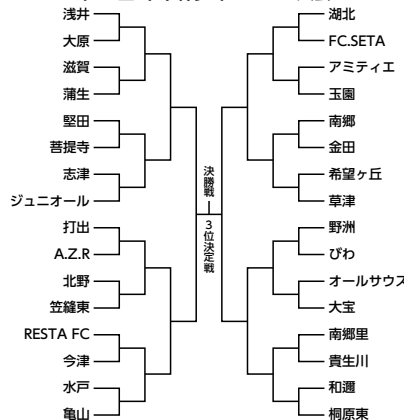 浅井
大原
滋賀
蒲生
堅田
菩提寺
志津
ジュニオール
打出
A.Z.R
北野
笠縫東
RESTA FC
今津
水戸
亀山
決勝戦
3位決定戦
湖北
FC.SETA
アミティエ
玉園
南郷
金田
希望ヶ丘
草津
野洲
びわ
オールサウス
大宝
南郷里
貴生川
和邇
桐原東